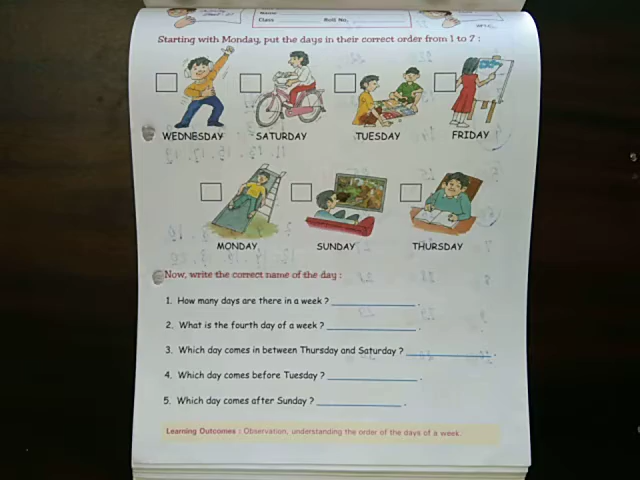 Name
Class Roll No.
Starting with Monday, put the days in their correct order from 1 to 7 :
WEDNESDAY SATURDAY TUESDAY FRIDAY
MONDAY SUNDAY THURSDAY
Now, write the correct name of the day :
1. How many days are there in a week ? .
2. What is the fourth day of a week ? .
3. Which day comes in between Thursday and Saturday ? .
4. Which day comes before Tuesday ? .
5. Which day comes after Sunday ? .
Learning Outcomes : Observation, understanding the order of the days of a week.